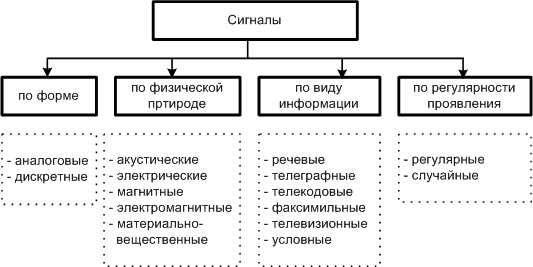 Сигналы
по форме
по физической
пртироде
по виду
информации
по регулярности
проявления
- аналоговые
- дискретные
- акустические
- электрические
- магнитные
- электромагнитные
- материально-
вещественные
- речевые
- телеграфные
- телекодовые
- факсимильные
- телевизионные
- условные
- регулярные
- случайные